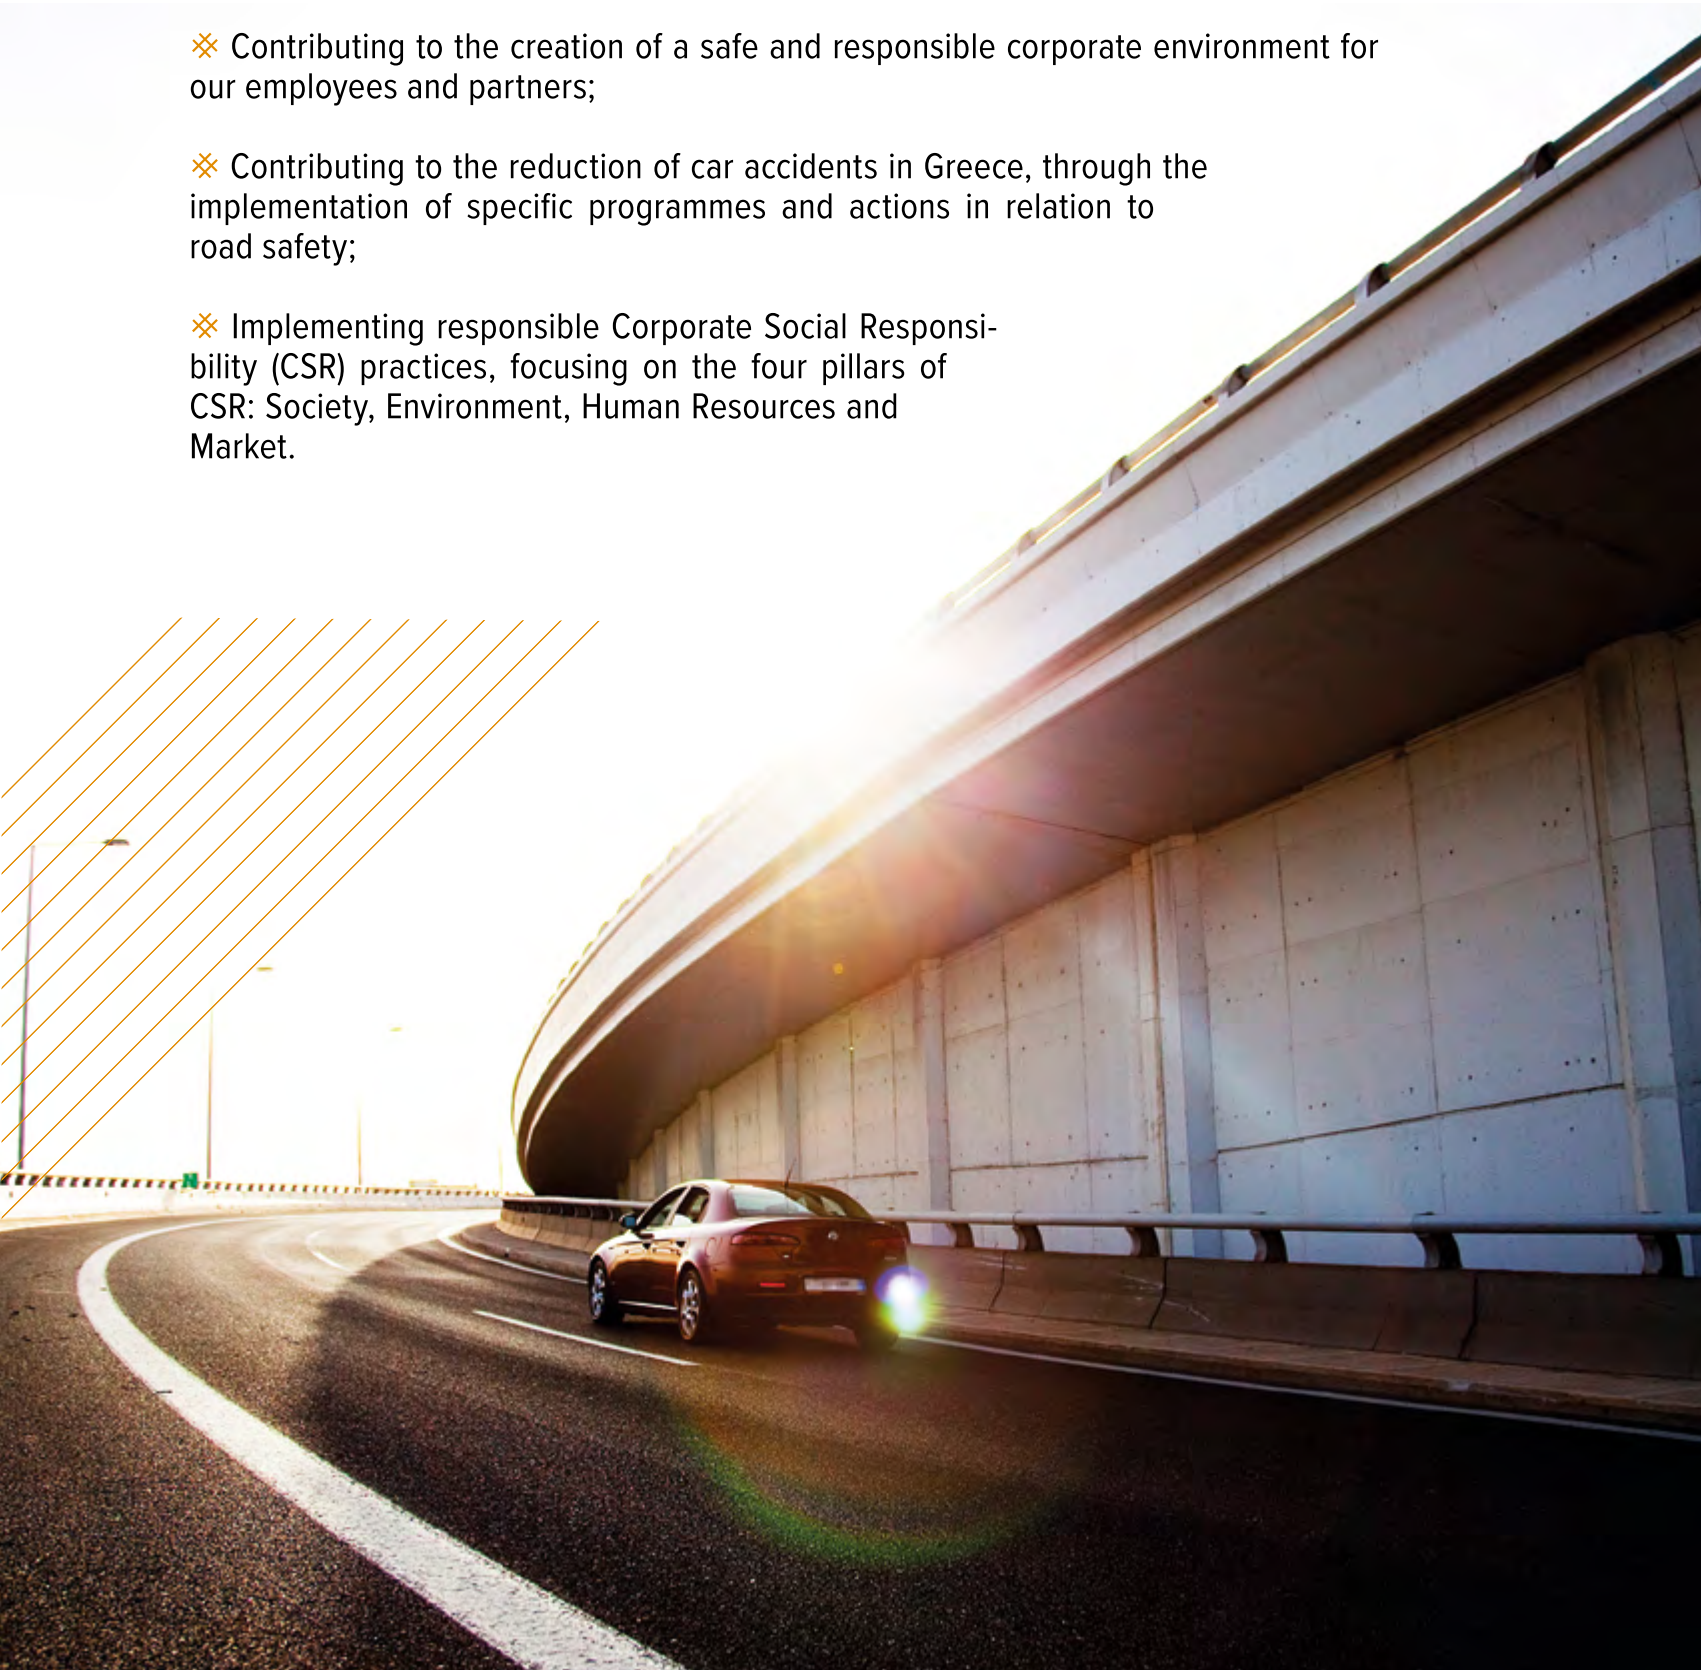 Contributing to the creation of a safe and responsible corporate environment for
our employees and partners;
Contributing to the reduction of car accidents in Greece, through the
implementation of specific programmes and actions in relation to
road safety;
Implementing responsible Corporate Social Responsi-
bility (CSR) practices, focusing on the four pillars of
CSR: Society, Environment, Human Resources and
Market.